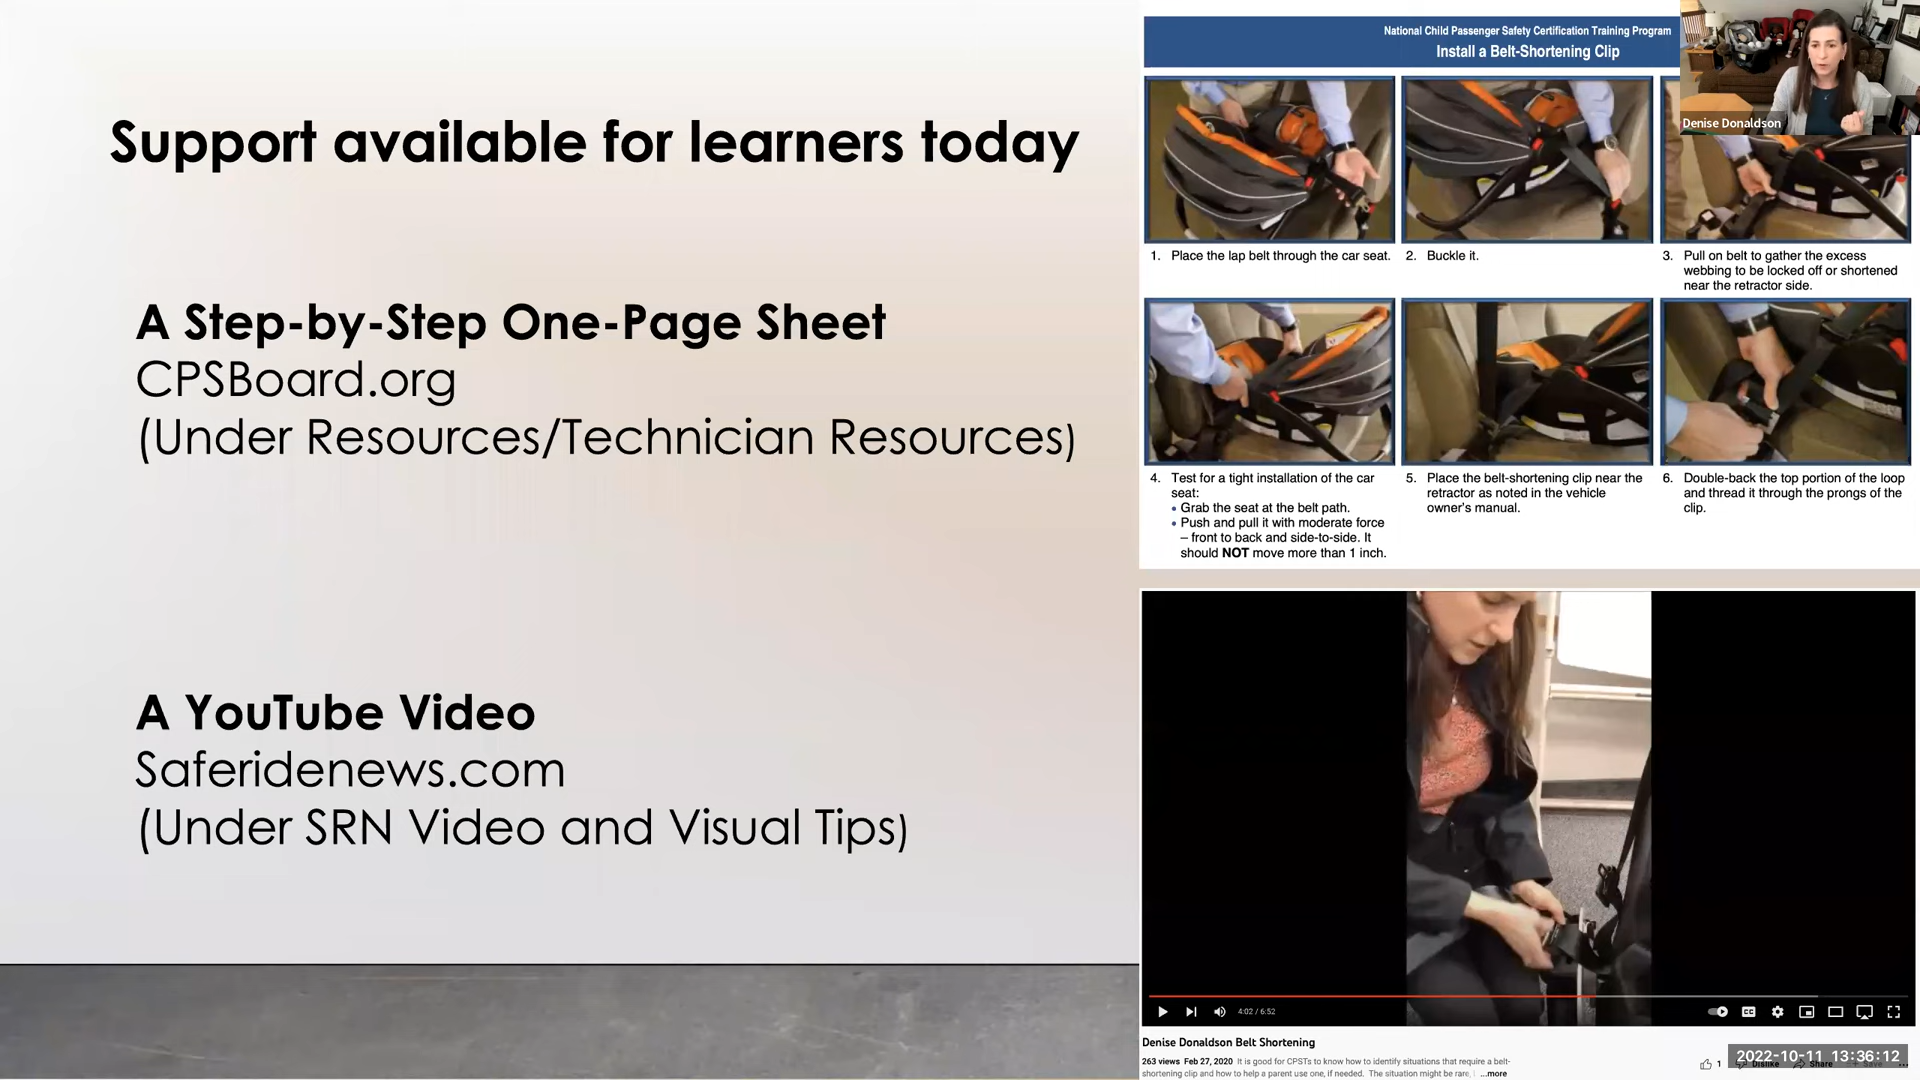 Support available for learners today
A Step-by-Step One-Page Sheet
CPSBoard.org
(Under Resources/Technician Resources)
A YouTube Video
Saferidenews.com
(Under SRN Video and Visual Tips)
National Child Passenger Safety Certification Training Program
Install a Belt-Shortening Clip
Denise Donaldson
1. Place the lap belt through the car seat.
2. Buckle it.
3. Pull on belt to gather the excess
webbing to be locked off or shortened
near the retractor side.
4. Test for a tight installation of the car
seat:
• Grab the seat at the belt path.
• Push and pull it with moderate force
– front to back and side-to-side. It
should NOT move more than 1 inch.
5. Place the belt-shortening clip near the
retractor as noted in the vehicle
owner's manual.
6. Double-back the top portion of the loop
and thread it through the prongs of the
clip.
4:02 / 6:52
CC
Denise Donaldson Belt Shortening
263 views Feb 27, 2020 It is good for CPSTs to know how to identify situations that require a belt-
shortening clip and how to help a parent use one, if needed. The situation might be rare, ...more
1 Dislike Share Save
2022-10-11 13:36:12